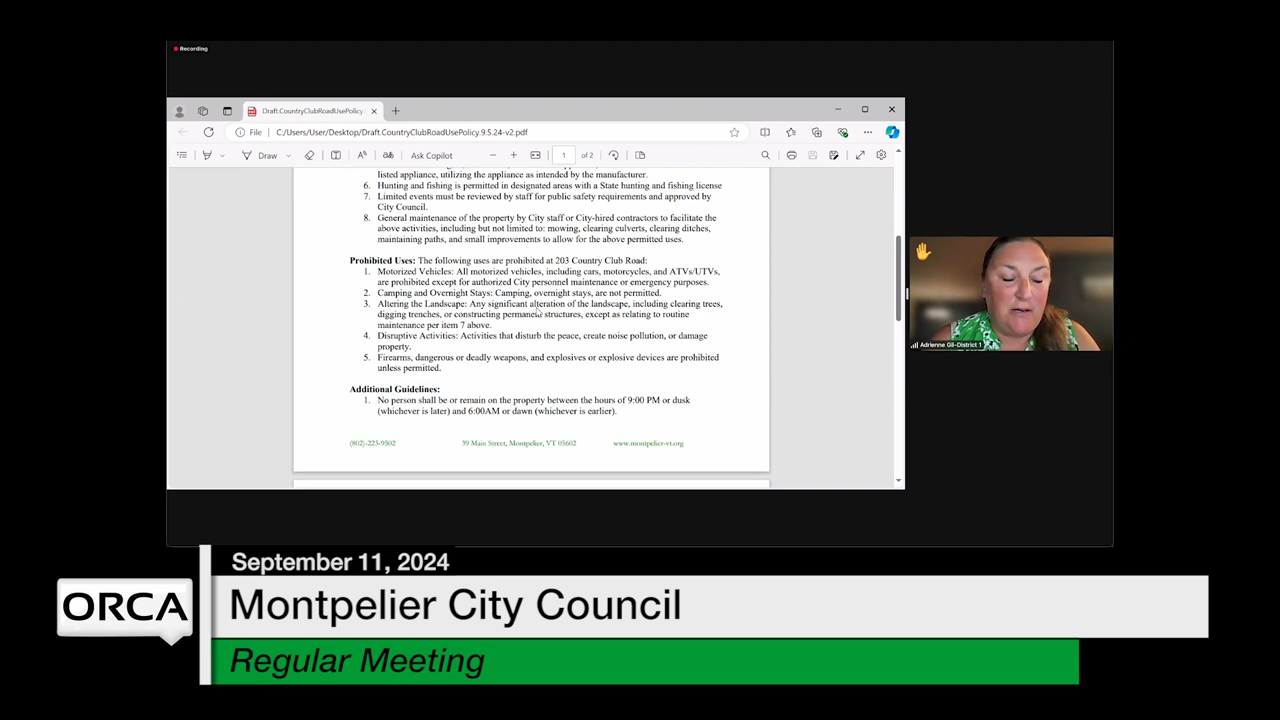 Recording
Draft.CountryClubRoadUsePolicy.
File
C:/Users/User/Desktop/Draft.CountryClubRoadUsePolicy.9.5.24-v2.pdf
Draw
Ask Copilot
1
of 2
listed appliance, utilizing the appliance as intended by the manufacturer.
6. Hunting and fishing is permitted in designated areas with a State hunting and fishing license
7. Limited events must be reviewed by staff for public safety requirements and approved by
City Council.
8. General maintenance of the property by City staff or City-hired contractors to facilitate the
above activities, including but not limited to: mowing, clearing culverts, clearing ditches,
maintaining paths, and small improvements to allow for the above permitted uses.
Prohibited Uses: The following uses are prohibited at 203 Country Club Road:
1. Motorized Vehicles: All motorized vehicles, including cars, motorcycles, and ATVs/UTVs,
are prohibited except for authorized City personnel maintenance or emergency purposes.
2. Camping and Overnight Stays: Camping, overnight stays, are not permitted.
3. Altering the Landscape: Any significant alteration of the landscape, including clearing trees,
digging trenches, or constructing permanent structures, except as relating to routine
maintenance per item 7 above.
4. Disruptive Activities: Activities that disturb the peace, create noise pollution, or damage
property.
5. Firearms, dangerous or deadly weapons, and explosives or explosive devices are prohibited
unless permitted.
Additional Guidelines:
1. No person shall be or remain on the property between the hours of 9:00 PM or dusk
(whichever is later) and 6:00AM or dawn (whichever is earlier).
(802)-223-9502
39 Main Street, Montpelier, VT 05602
www.montpelier-vt.org
Adrienne Gil-District 1
September 11, 2024
ORCA
Montpelier City Council
Regular Meeting